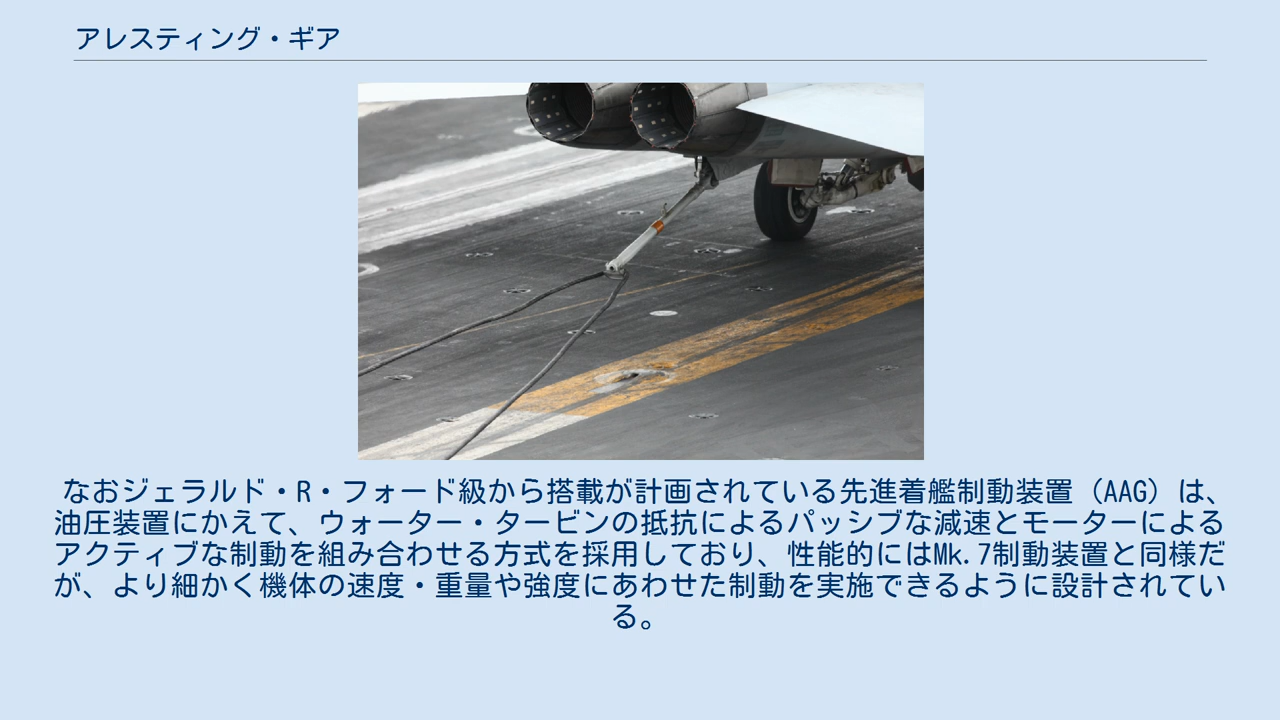 アレスティング・ギア
なおジェラルド・R・フォード級から搭載が計画されている先進着艦制動装置（AAG）は、
油圧装置にかえて、ウォーター・タービンの抵抗によるパッシブな減速とモーターによる
アクティブな制動を組み合わせる方式を採用しており、性能的にはMk.7制動装置と同様だ
が、より細かく機体の速度・重量や強度にあわせた制動を実施できるように設計されてい
る。